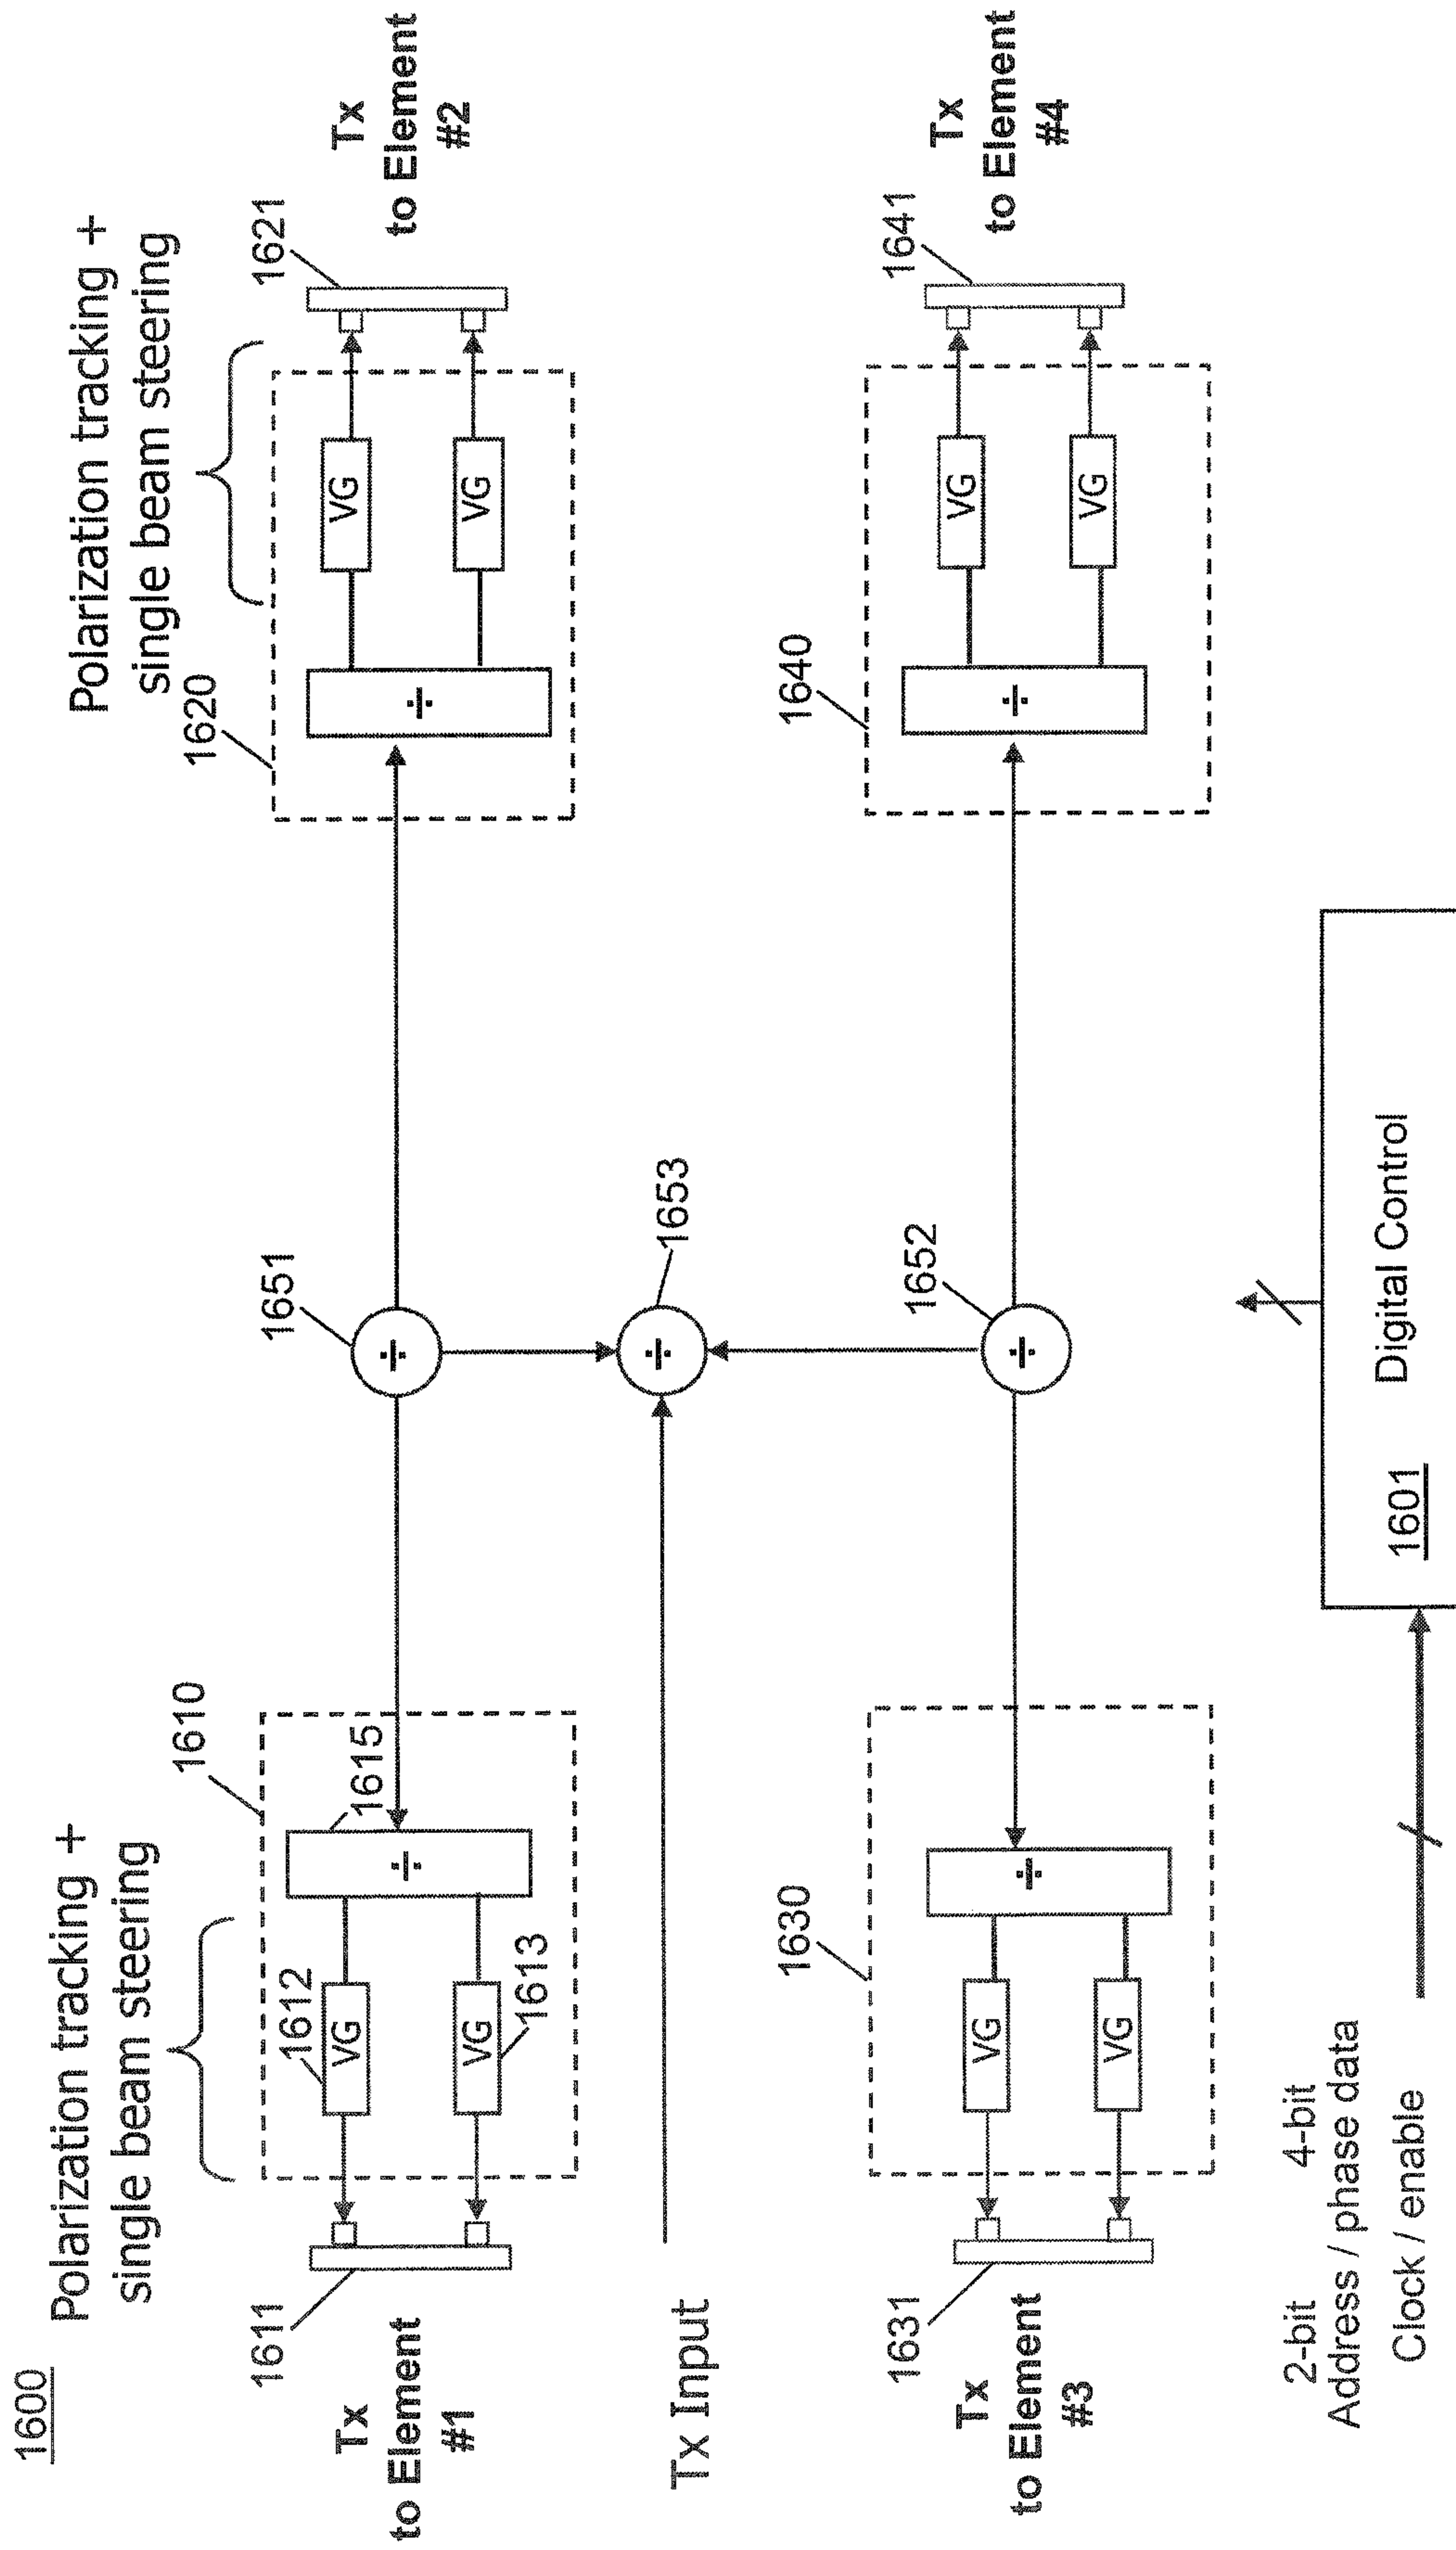 1600
Polarization tracking +
single beam steering
1610
1611
1612
VG
VG
1613
÷
1615
Tx
to Element
#1
1651
÷
Polarization tracking +
single beam steering
1620
÷
VG
VG
1621
Tx
to Element
#2
Tx Input
÷
1653
1630
1631
VG
VG
÷
Tx
to Element
#3
1652
÷
1640
÷
VG
VG
1641
Tx
to Element
#4
2-bit 4-bit
Address / phase data
Clock / enable
1601
Digital Control